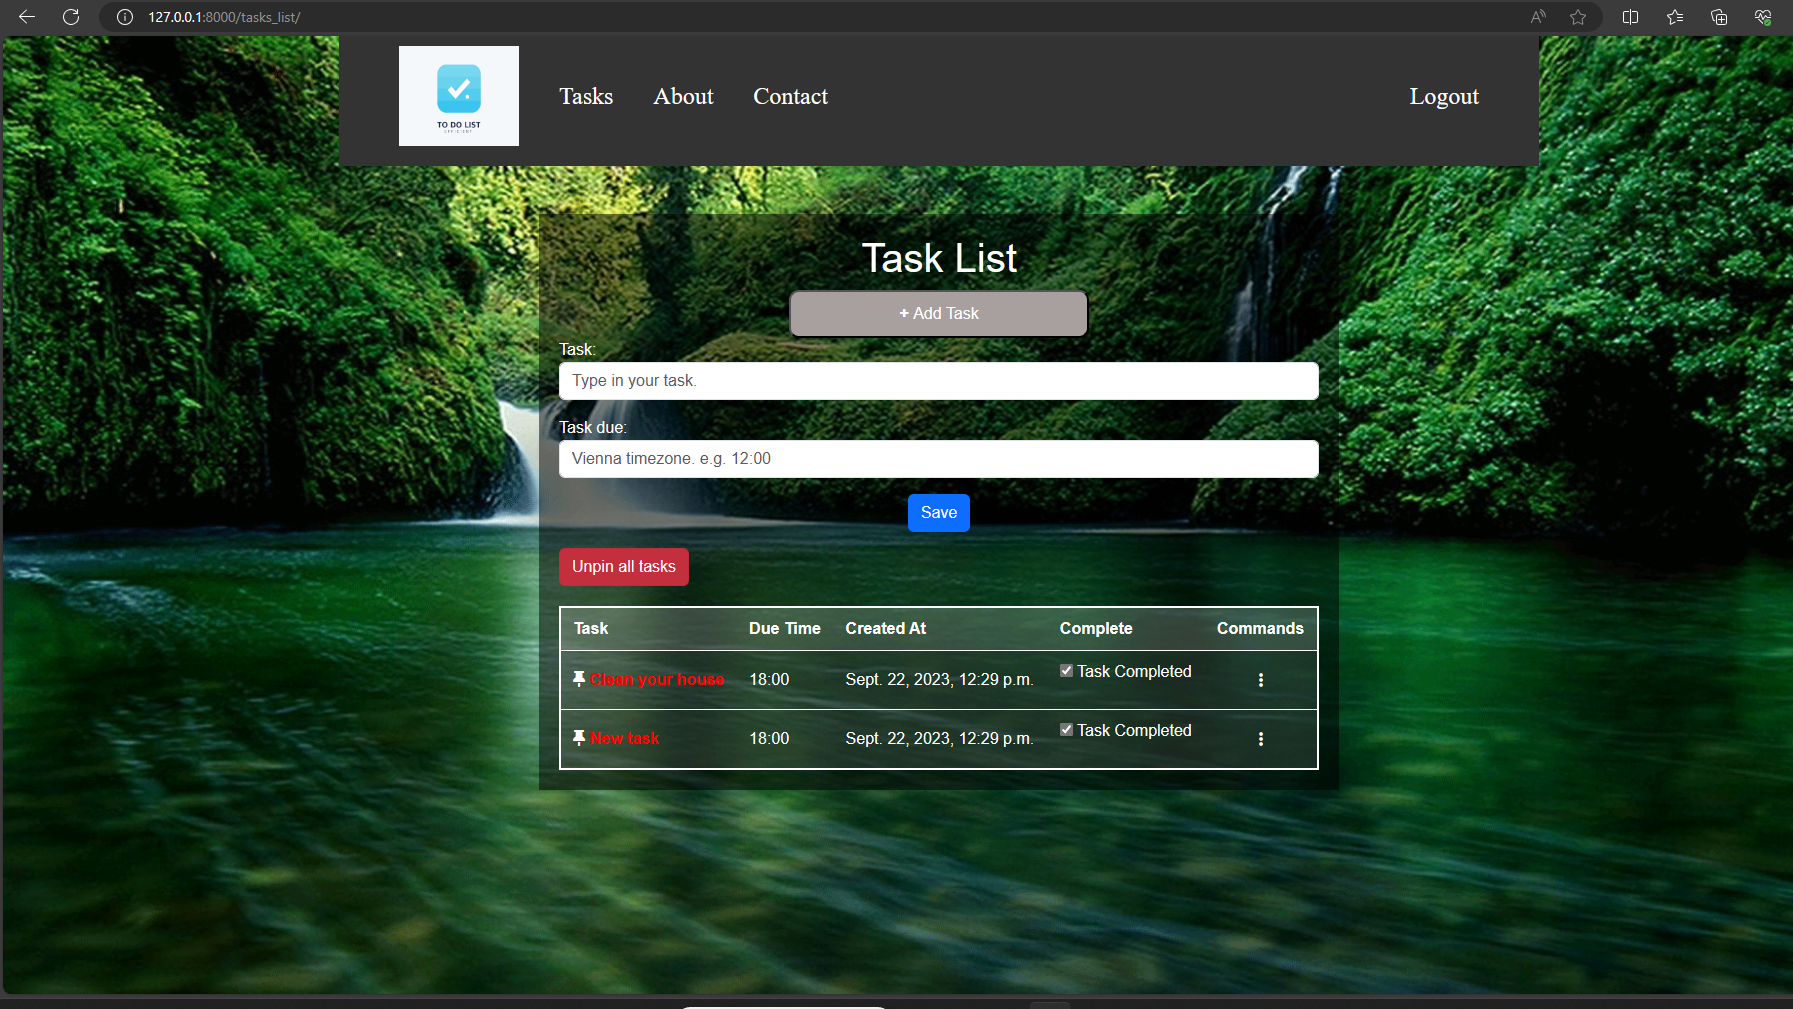 127.0.0.1:8000/tasks_list/
TO DO LIST
Tasks About Contact Logout
Task List
+ Add Task
Task:
Type in your task.
Task due:
Vienna timezone. e.g. 12:00
Save
Unpin all tasks
Task Due Time Created At Complete Commands
Clean your house 18:00 Sept. 22, 2023, 12:29 p.m. Task Completed
New task 18:00 Sept. 22, 2023, 12:29 p.m. Task Completed